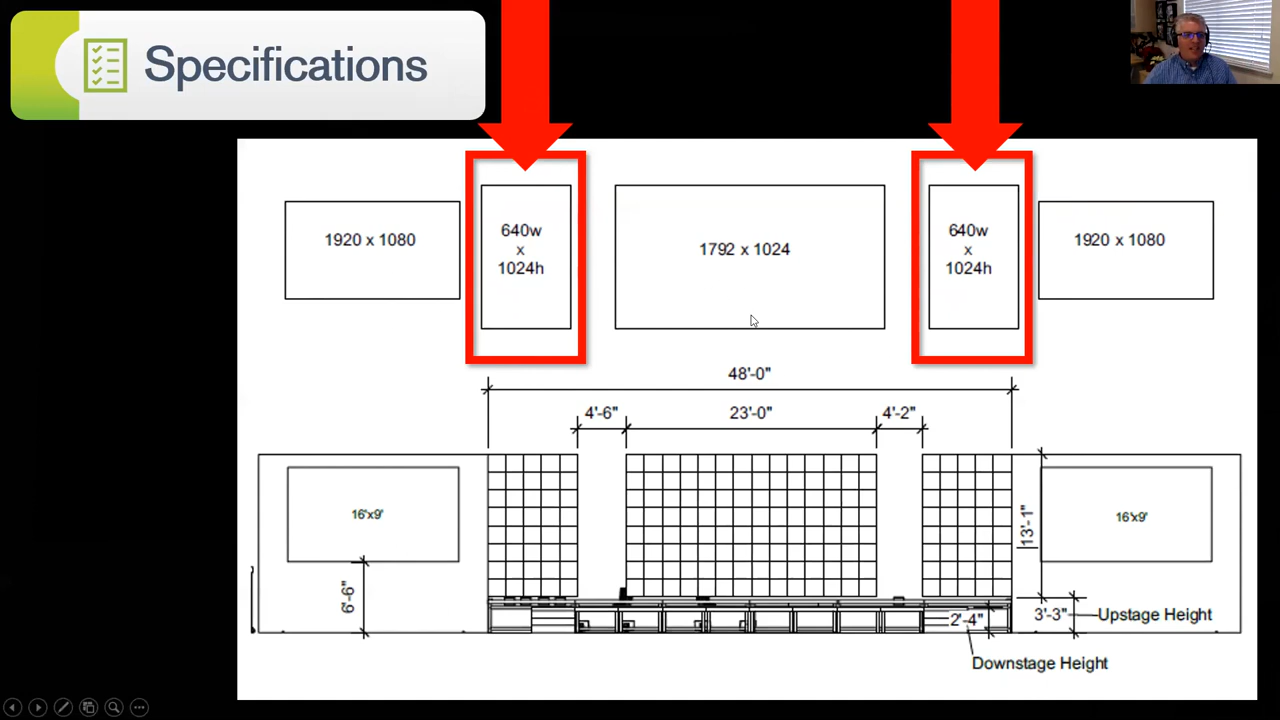 Specifications
1920 x 1080
640w
x
1024h
1792 x 1024
640w
x
1024h
1920 x 1080
48'-0"
4'-6"
23'-0"
4'-2"
16'x9'
16'x9'
13'-1"
6'-6"
2'-4"
3'-3"
Upstage Height
Downstage Height